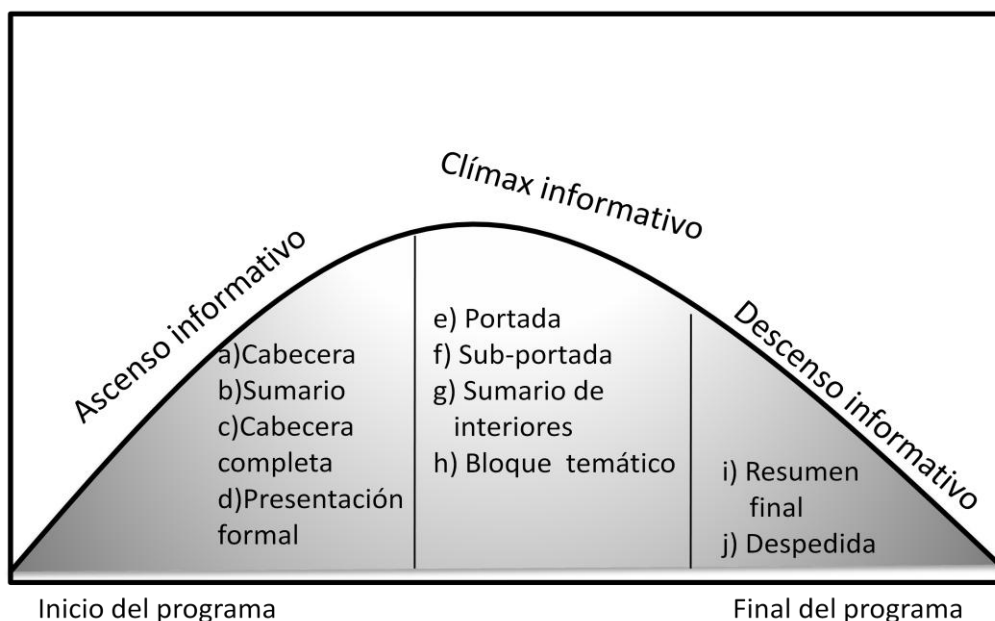 Clímax informativo
Ascenso informativo
Descenso informativo
a)Cabecera
b)Sumario
c)Cabecera
completa
d)Presentación
formal
e) Portada
f) Sub-portada
g) Sumario de
interiores
h) Bloque temático
i) Resumen
final
j) Despedida
Inicio del programa
Final del programa